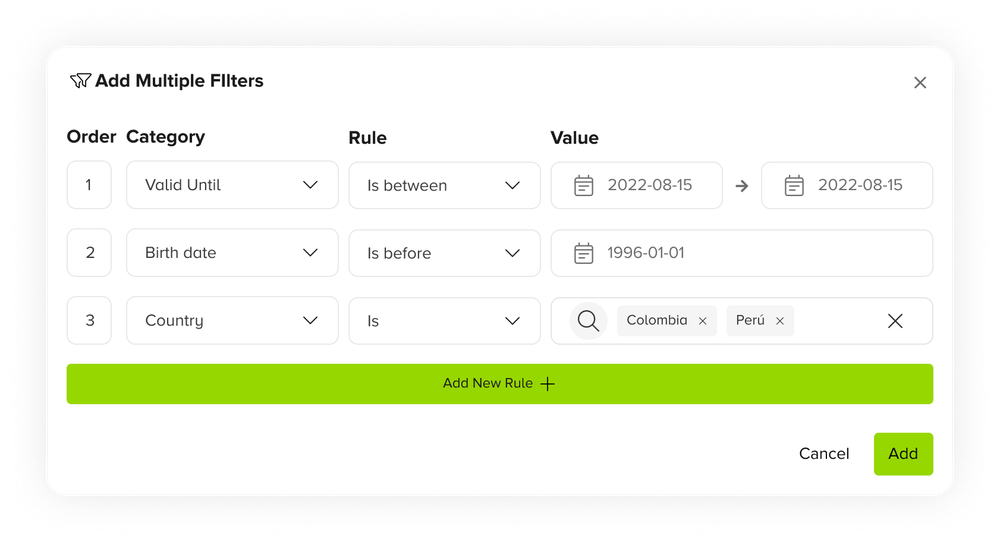 Add Multiple FIlters
Order Category Rule Value
1 Valid Until Is between 2022-08-15 2022-08-15
2 Birth date Is before 1996-01-01
3 Country Is Colombia Perú
Add New Rule
Cancel Add